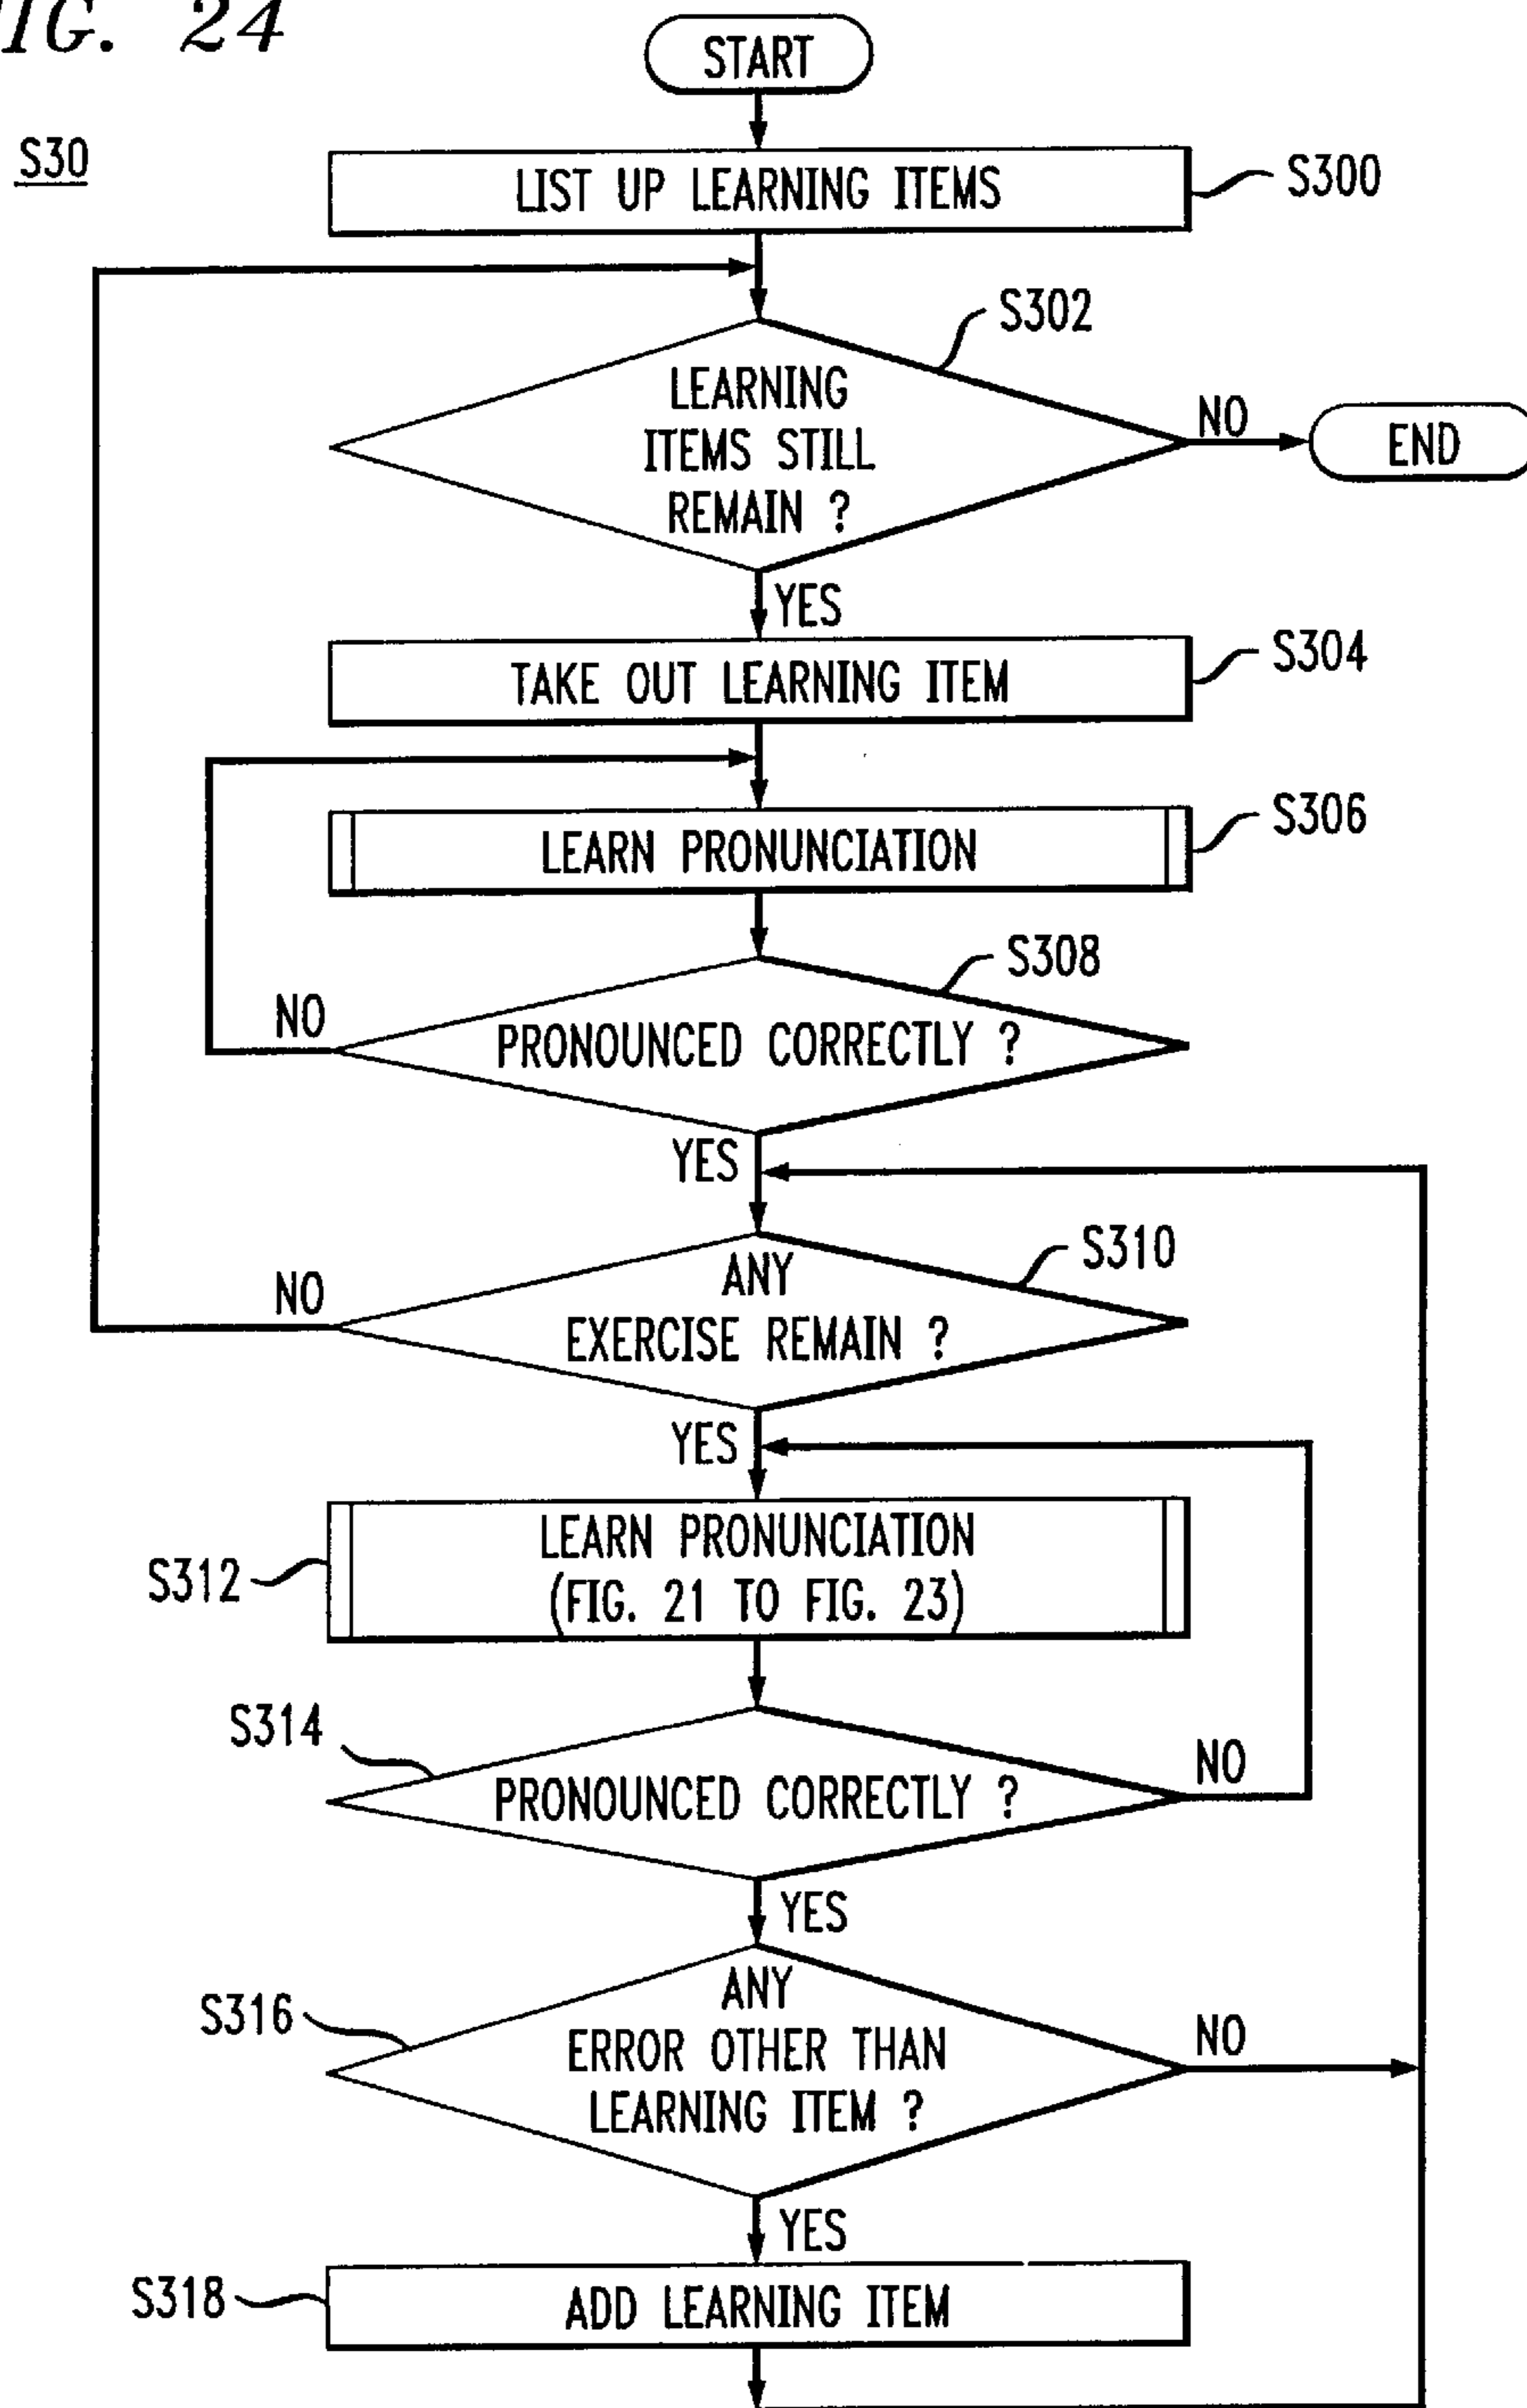 FIG. 24
START
S30
LIST UP LEARNING ITEMS
S300
S302
LEARNING
ITEMS STILL
REMAIN ?
NO
END
YES
TAKE OUT LEARNING ITEM
S304
LEARN PRONUNCIATION
S306
S308
NO
PRONOUNCED CORRECTLY ?
YES
S310
ANY
EXERCISE REMAIN ?
NO
YES
LEARN PRONUNCIATION
(FIG. 21 TO FIG. 23)
S312
S314
PRONOUNCED CORRECTLY ?
NO
YES
S316
ANY
ERROR OTHER THAN
LEARNING ITEM ?
NO
YES
S318
ADD LEARNING ITEM